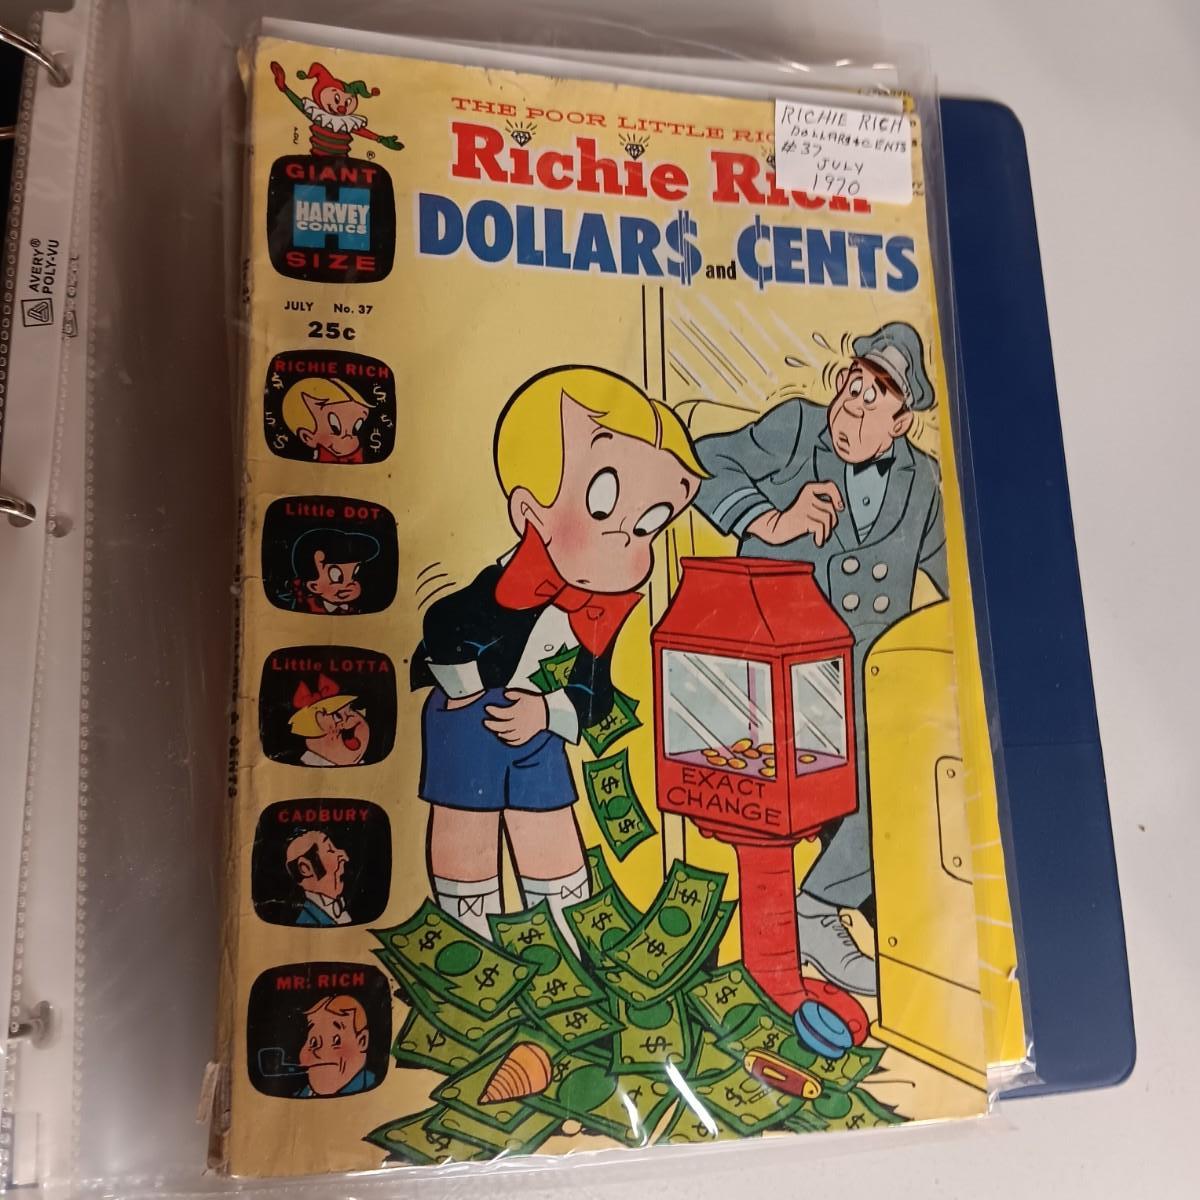 AVERY®
POLY-VU
THE POOR LITTLE RIC
Richie Rich
DOLLAR$ and ¢ENTS
RICHIE RICH
DOLLARS & CENTS
#37
JULY
1970
GIANT
H
HARVEY
COMICS
SIZE
®
JULY No. 37
25c
RICHIE RICH
Little DOT
Little LOTTA
CADBURY
MR. RICH
EXACT
CHANGE